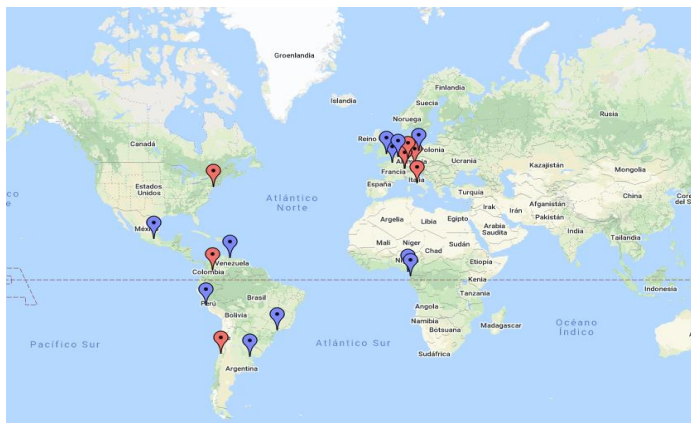 Groenlandia
Islandia
Finlandia
Suecia
Noruega
Rusia
Canadá
Reino
Polonia
Ucrania
Kazajistán
Mongolia
Francia
Italia
España
Estados
Unidos
Atlántico
Norte
Turquía
Irak
Irán
Afganistán
Pakistán
China
Argelia
Libia
Egipto
Arabia
Saudita
India
Tailandia
México
Mali
Níger
Chad
Sudán
Etiopía
Venezuela
Colombia
Kenia
Tanzania
Indonesia
Perú
Brasil
Bolivia
Angola
Namibia
Botsuana
Madagascar
Océano
Índico
Pacífico Sur
Atlántico Sur
Sudáfrica
Argentina